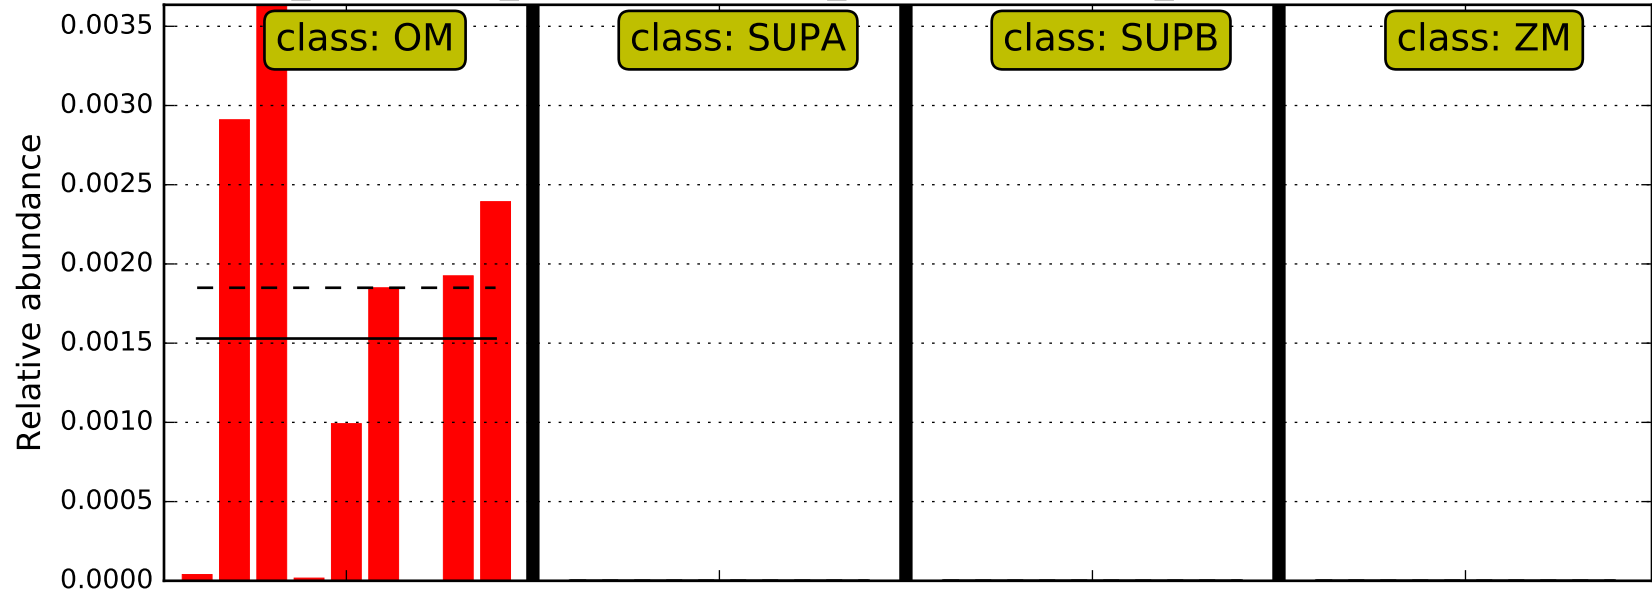 class: OM
class: SUPA
class: SUPB
class: ZM
Relative abundance
0.0035
0.0030
0.0025
0.0020
0.0015
0.0010
0.0005
0.0000